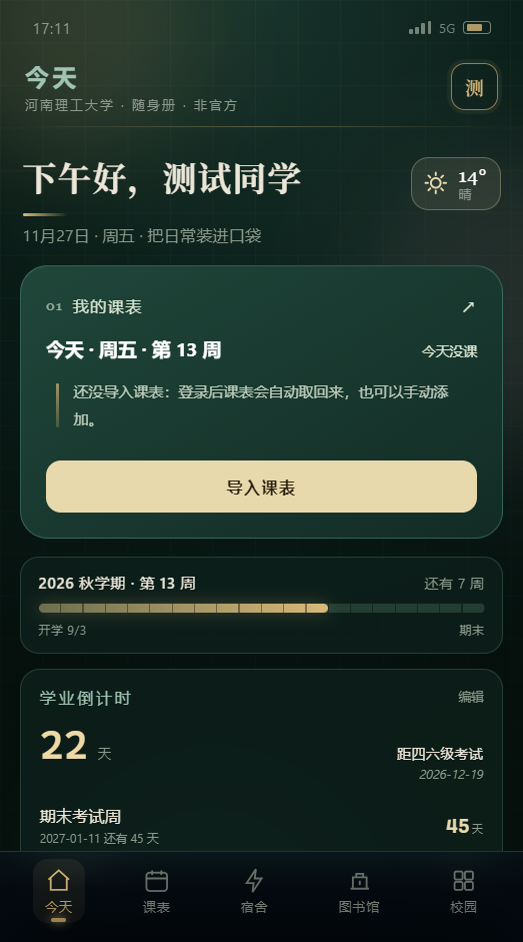 17:11 5G
今天
测
河南理工大学 · 随身册 · 非官方
下午好，测试同学
14°
晴
11月27日 · 周五 · 把日常装进口袋
01 我的课表 ↗
今天 · 周五 · 第 13 周 今天没课
还没导入课表：登录后课表会自动取回来，也可以手动添
加。
导入课表
2026 秋学期 · 第 13 周 还有 7 周
开学 9/3 期末
学业倒计时 编辑
22 天 距四六级考试
2026-12-19
期末考试周 45 天
2027-01-11 还有 45 天
今天 课表 宿舍 图书馆 校园